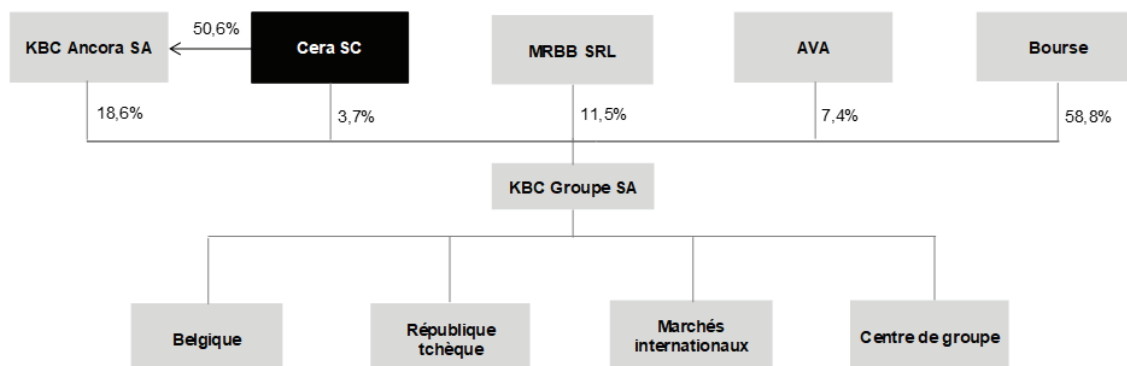 50,6%
KBC Ancora SA
Cera SC
MRBB SRL
AVA
Bourse
18,6%
3,7%
11,5%
7,4%
58,8%
KBC Groupe SA
Belgique
République
tchèque
Marchés
internationaux
Centre de groupe